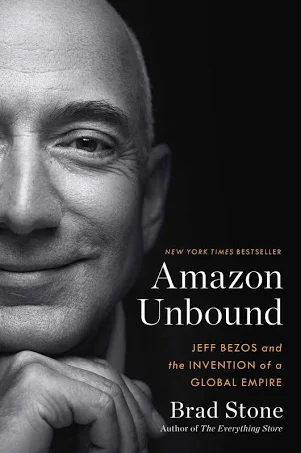 NEW YORK TIMES BESTSELLER
Amazon
Unbound
JEFF BEZOS and
the INVENTION of a
GLOBAL EMPIRE
Brad Stone
Author of The Everything Store